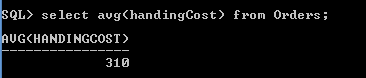 SQL> select avg(handingCost) from Orders;
AVG(HANDINGCOST)
----------------
310